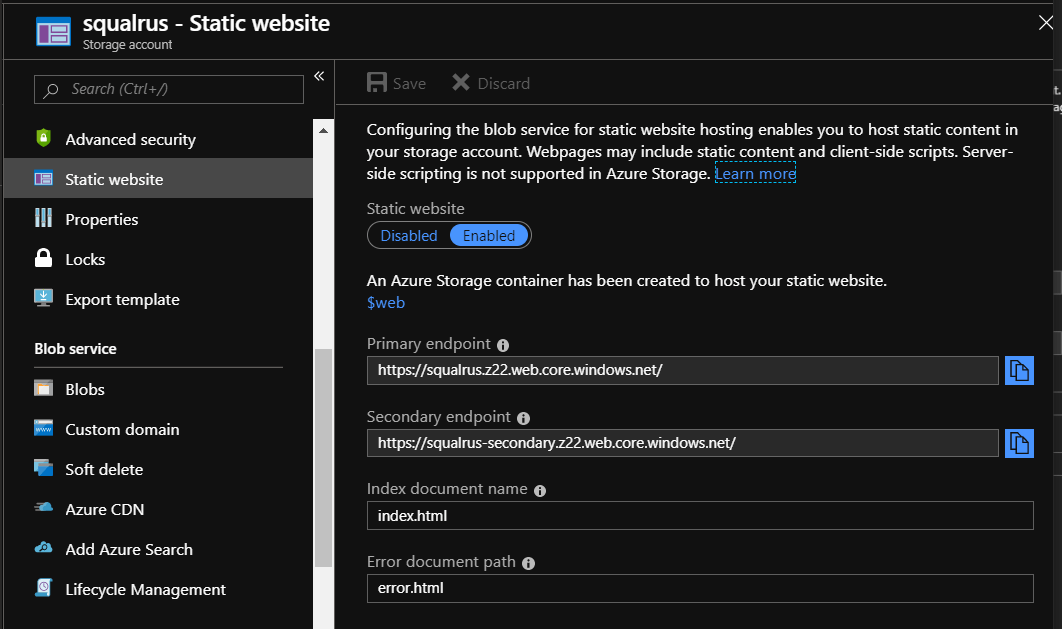 squalrus - Static website
Storage account
Search (Ctrl+/)
«
Advanced security
Static website
Properties
Locks
Export template
Blob service
Blobs
Custom domain
Soft delete
Azure CDN
Add Azure Search
Lifecycle Management
Save Discard
Configuring the blob service for static website hosting enables you to host static content in
your storage account. Webpages may include static content and client-side scripts. Server-
side scripting is not supported in Azure Storage. Learn more
Static website
Disabled Enabled
An Azure Storage container has been created to host your static website.
$web
Primary endpoint
https://squalrus.z22.web.core.windows.net/
Secondary endpoint
https://squalrus-secondary.z22.web.core.windows.net/
Index document name
index.html
Error document path
error.html